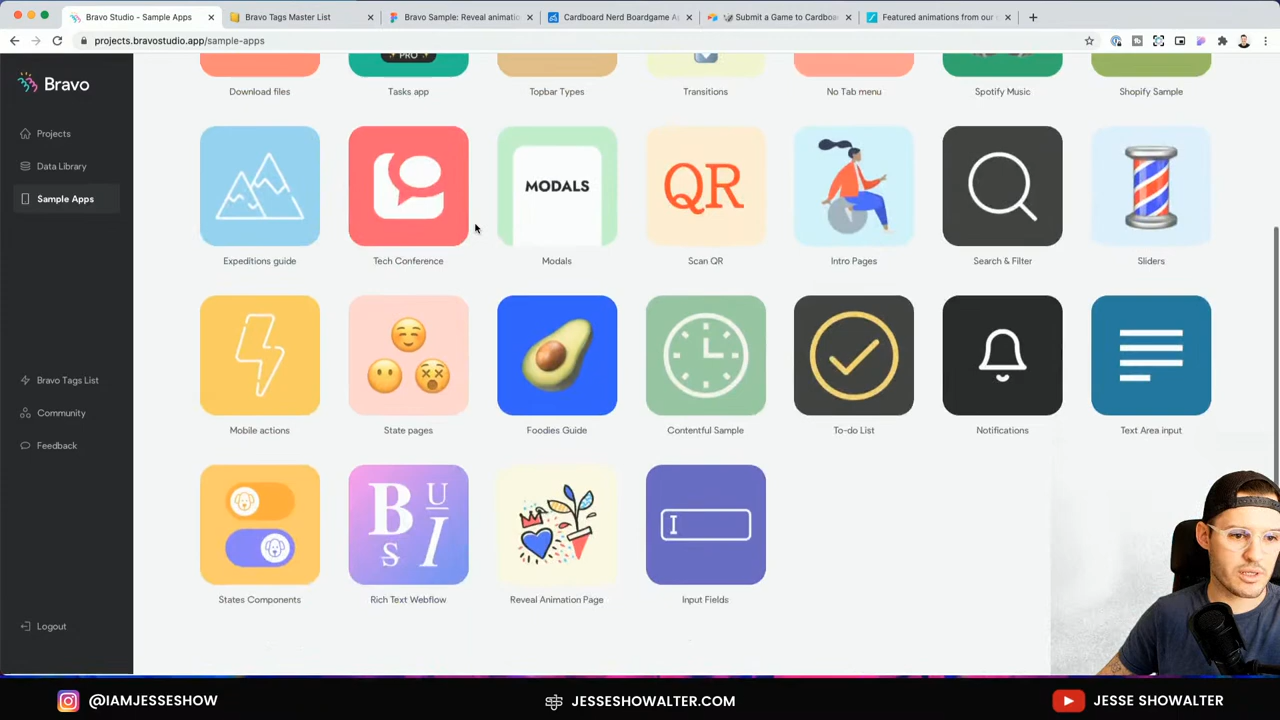 Bravo Studio - Sample Apps
Bravo Tags Master List
Bravo Sample: Reveal animatio
Cardboard Nerd Boardgame A
Submit a Game to Cardboa
Featured animations from our
projects.bravostudio.app/sample-apps
Bravo
Projects
Data Library
Sample Apps
Bravo Tags List
Community
Feedback
Logout
PRO
Download files
Tasks app
Topbar Types
Transitions
No Tab menu
Spotify Music
Shopify Sample
MODALS
QR
Expeditions guide
Tech Conference
Modals
Scan QR
Intro Pages
Search & Filter
Sliders
Mobile actions
State pages
Foodies Guide
Contentful Sample
To-do List
Notifications
Text Area input
B U
S I
States Components
Rich Text Webflow
Reveal Animation Page
Input Fields
@IAMJESSESHOW
JESSESHOWALTER.COM
JESSE SHOWALTER